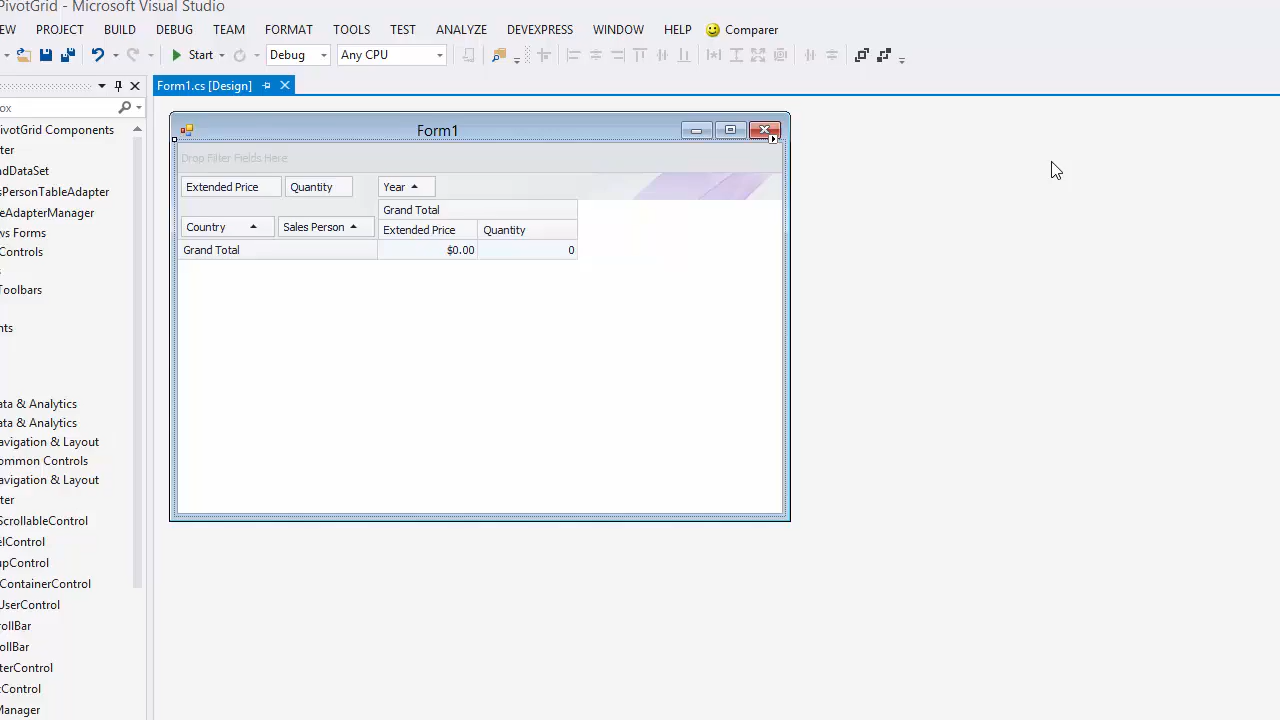 PivotGrid - Microsoft Visual Studio
EW PROJECT BUILD DEBUG TEAM FORMAT TOOLS TEST ANALYZE DEVEXPRESS WINDOW HELP Comparer
Start Debug Any CPU
Form1.cs [Design]
ox
PivotGrid Components
ter
ndDataSet
sPersonTableAdapter
eAdapterManager
ws Forms
Controls
s
Toolbars
nts
ata & Analytics
ata & Analytics
avigation & Layout
ommon Controls
avigation & Layout
ter
ScrollableControl
elControl
upControl
ContainerControl
UserControl
rollBar
ollBar
terControl
tControl
Manager
Form1
Drop Filter Fields Here
Extended Price Quantity Year
Grand Total
Country Sales Person Extended Price Quantity
Grand Total $0.00 0